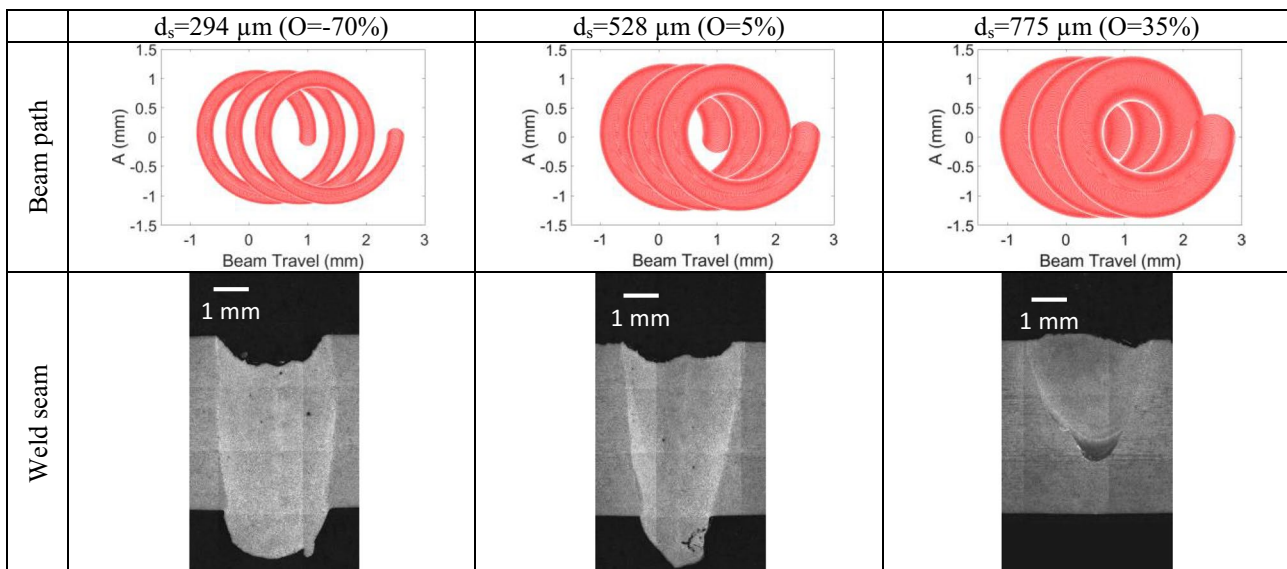 dₛ=294 µm (O=-70%)
dₛ=528 µm (O=5%)
dₛ=775 µm (O=35%)
Beam path
1.5
1
0.5
0
-0.5
-1
-1.5
A (mm)
-1 0 1 2 3
Beam Travel (mm)
1.5
1
0.5
0
-0.5
-1
-1.5
A (mm)
-1 0 1 2 3
Beam Travel (mm)
1.5
1
0.5
0
-0.5
-1
-1.5
A (mm)
-1 0 1 2 3
Beam Travel (mm)
Weld seam
1 mm
1 mm
1 mm